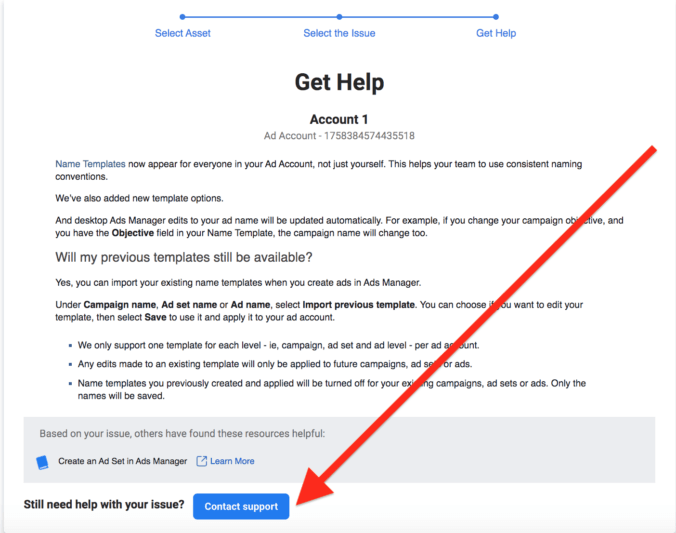 Select Asset Select the Issue Get Help
Get Help
Account 1
Ad Account - 1758384574435518
Name Templates now appear for everyone in your Ad Account, not just yourself. This helps your team to use consistent naming
conventions.
We've also added new template options.
And desktop Ads Manager edits to your ad name will be updated automatically. For example, if you change your campaign objective, and
you have the Objective field in your Name Template, the campaign name will change too.
Will my previous templates still be available?
Yes, you can import your existing name templates when you create ads in Ads Manager.
Under Campaign name, Ad set name or Ad name, select Import previous template. You can choose if you want to edit your
template, then select Save to use it and apply it to your ad account.
We only support one template for each level - ie, campaign, ad set and ad level - per ad account.
Any edits made to an existing template will only be applied to future campaigns, ad sets or ads.
Name templates you previously created and applied will be turned off for your existing campaigns, ad sets or ads. Only the
names will be saved.
Based on your issue, others have found these resources helpful:
Create an Ad Set in Ads Manager Learn More
Still need help with your issue? Contact support